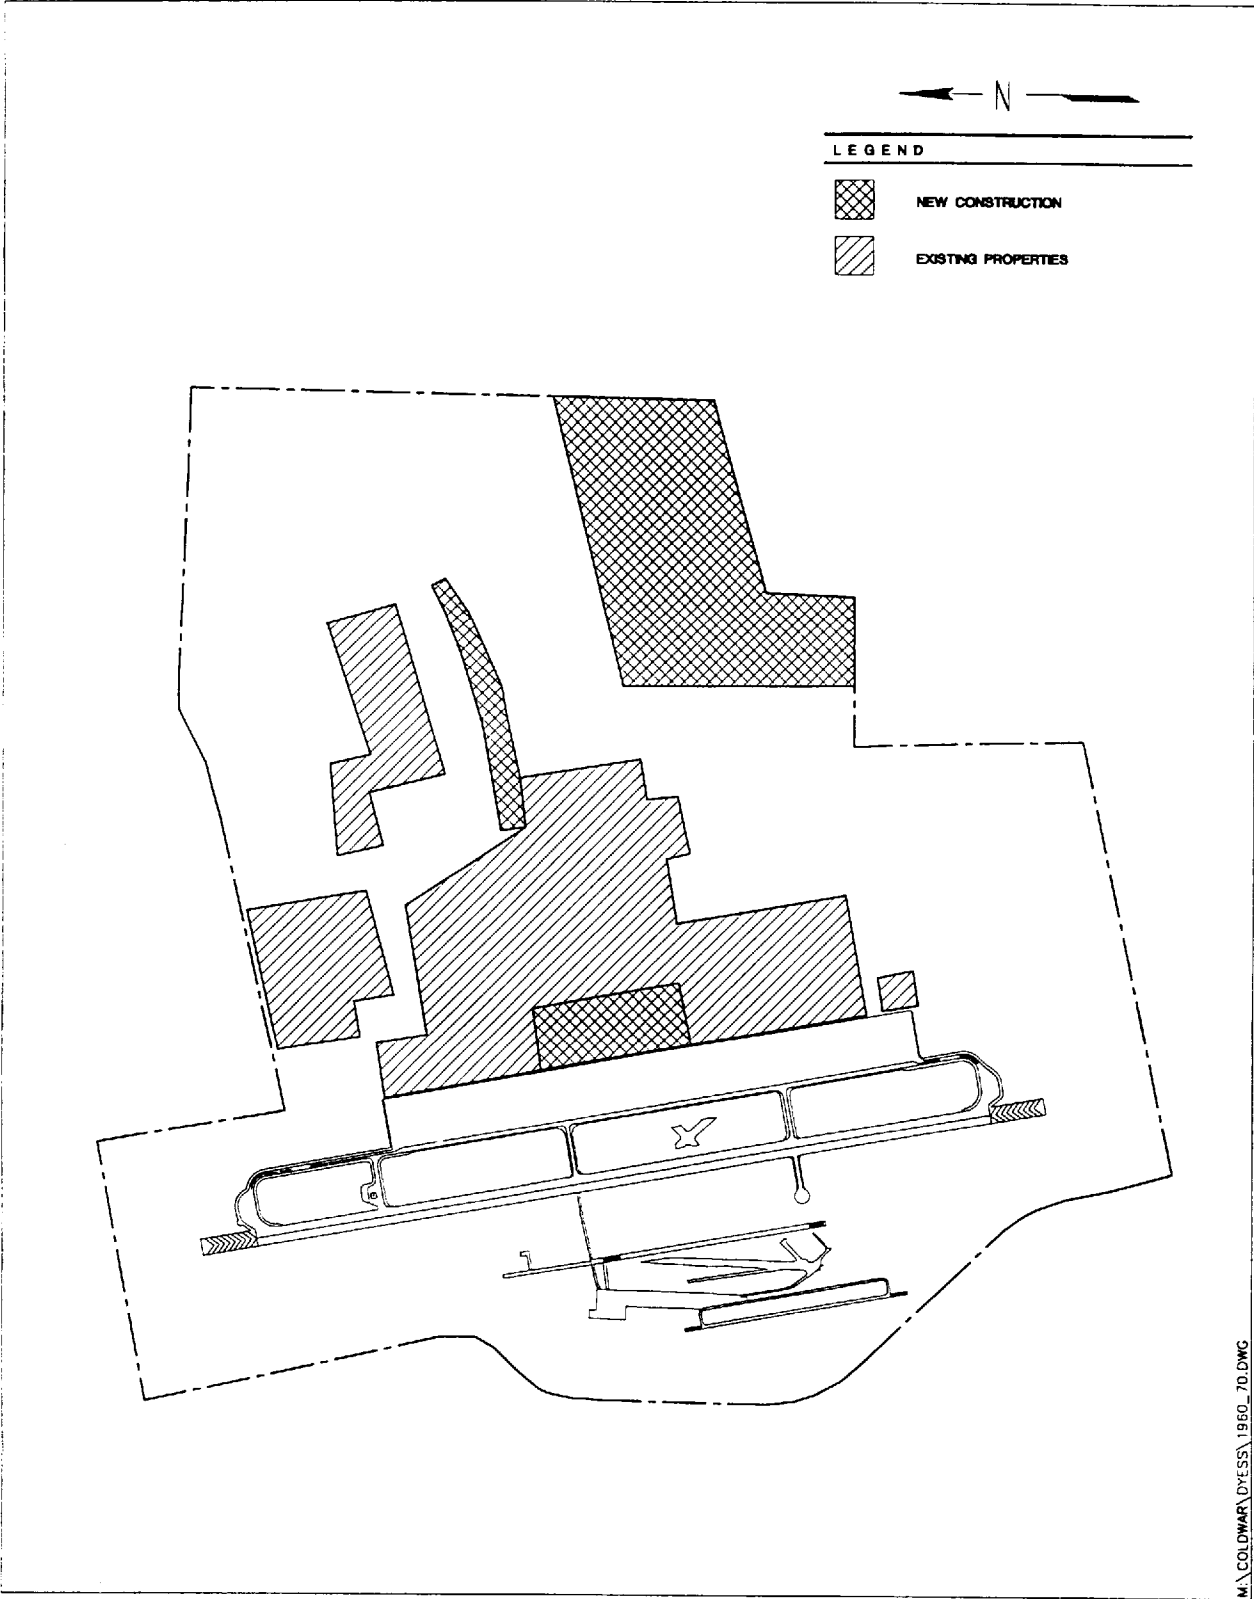 N
LEGEND
NEW CONSTRUCTION
EXISTING PROPERTIES
M:\COLDWAR\DYESS\1960_70.DWG